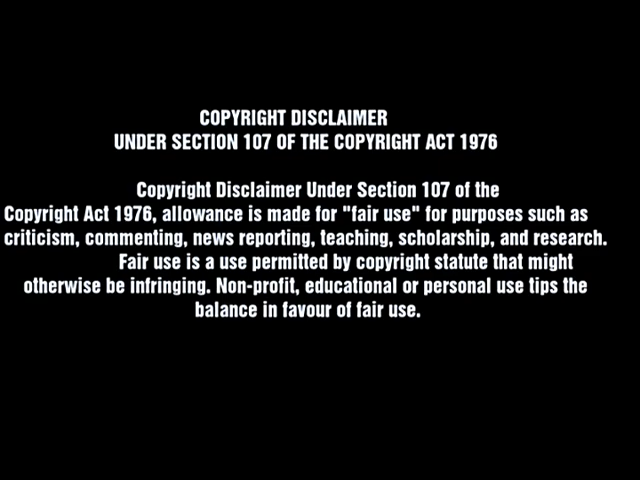 COPYRIGHT DISCLAIMER
UNDER SECTION 107 OF THE COPYRIGHT ACT 1976
Copyright Disclaimer Under Section 107 of the
Copyright Act 1976, allowance is made for "fair use" for purposes such as
criticism, commenting, news reporting, teaching, scholarship, and research.
Fair use is a use permitted by copyright statute that might
otherwise be infringing. Non-profit, educational or personal use tips the
balance in favour of fair use.